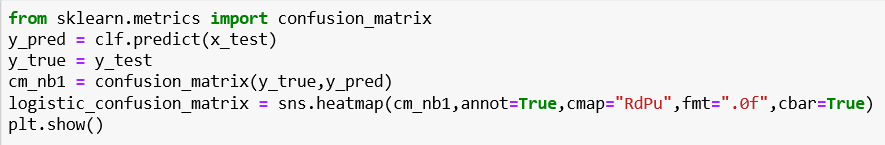 from sklearn.metrics import confusion_matrix
y_pred = clf.predict(x_test)
y_true = y_test
cm_nb1 = confusion_matrix(y_true,y_pred)
logistic_confusion_matrix = sns.heatmap(cm_nb1,annot=True,cmap="RdPu",fmt=".0f",cbar=True)
plt.show()